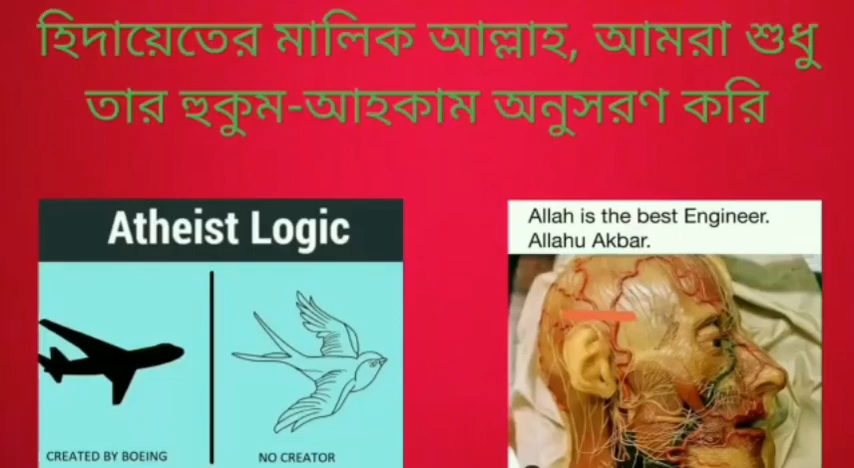 হিদায়েতের মালিক আল্লাহ, আমরা শুধু
তার হুকুম-আহকাম অনুসরণ করি
Atheist Logic
CREATED BY BOEING
NO CREATOR
Allah is the best Engineer.
Allahu Akbar.